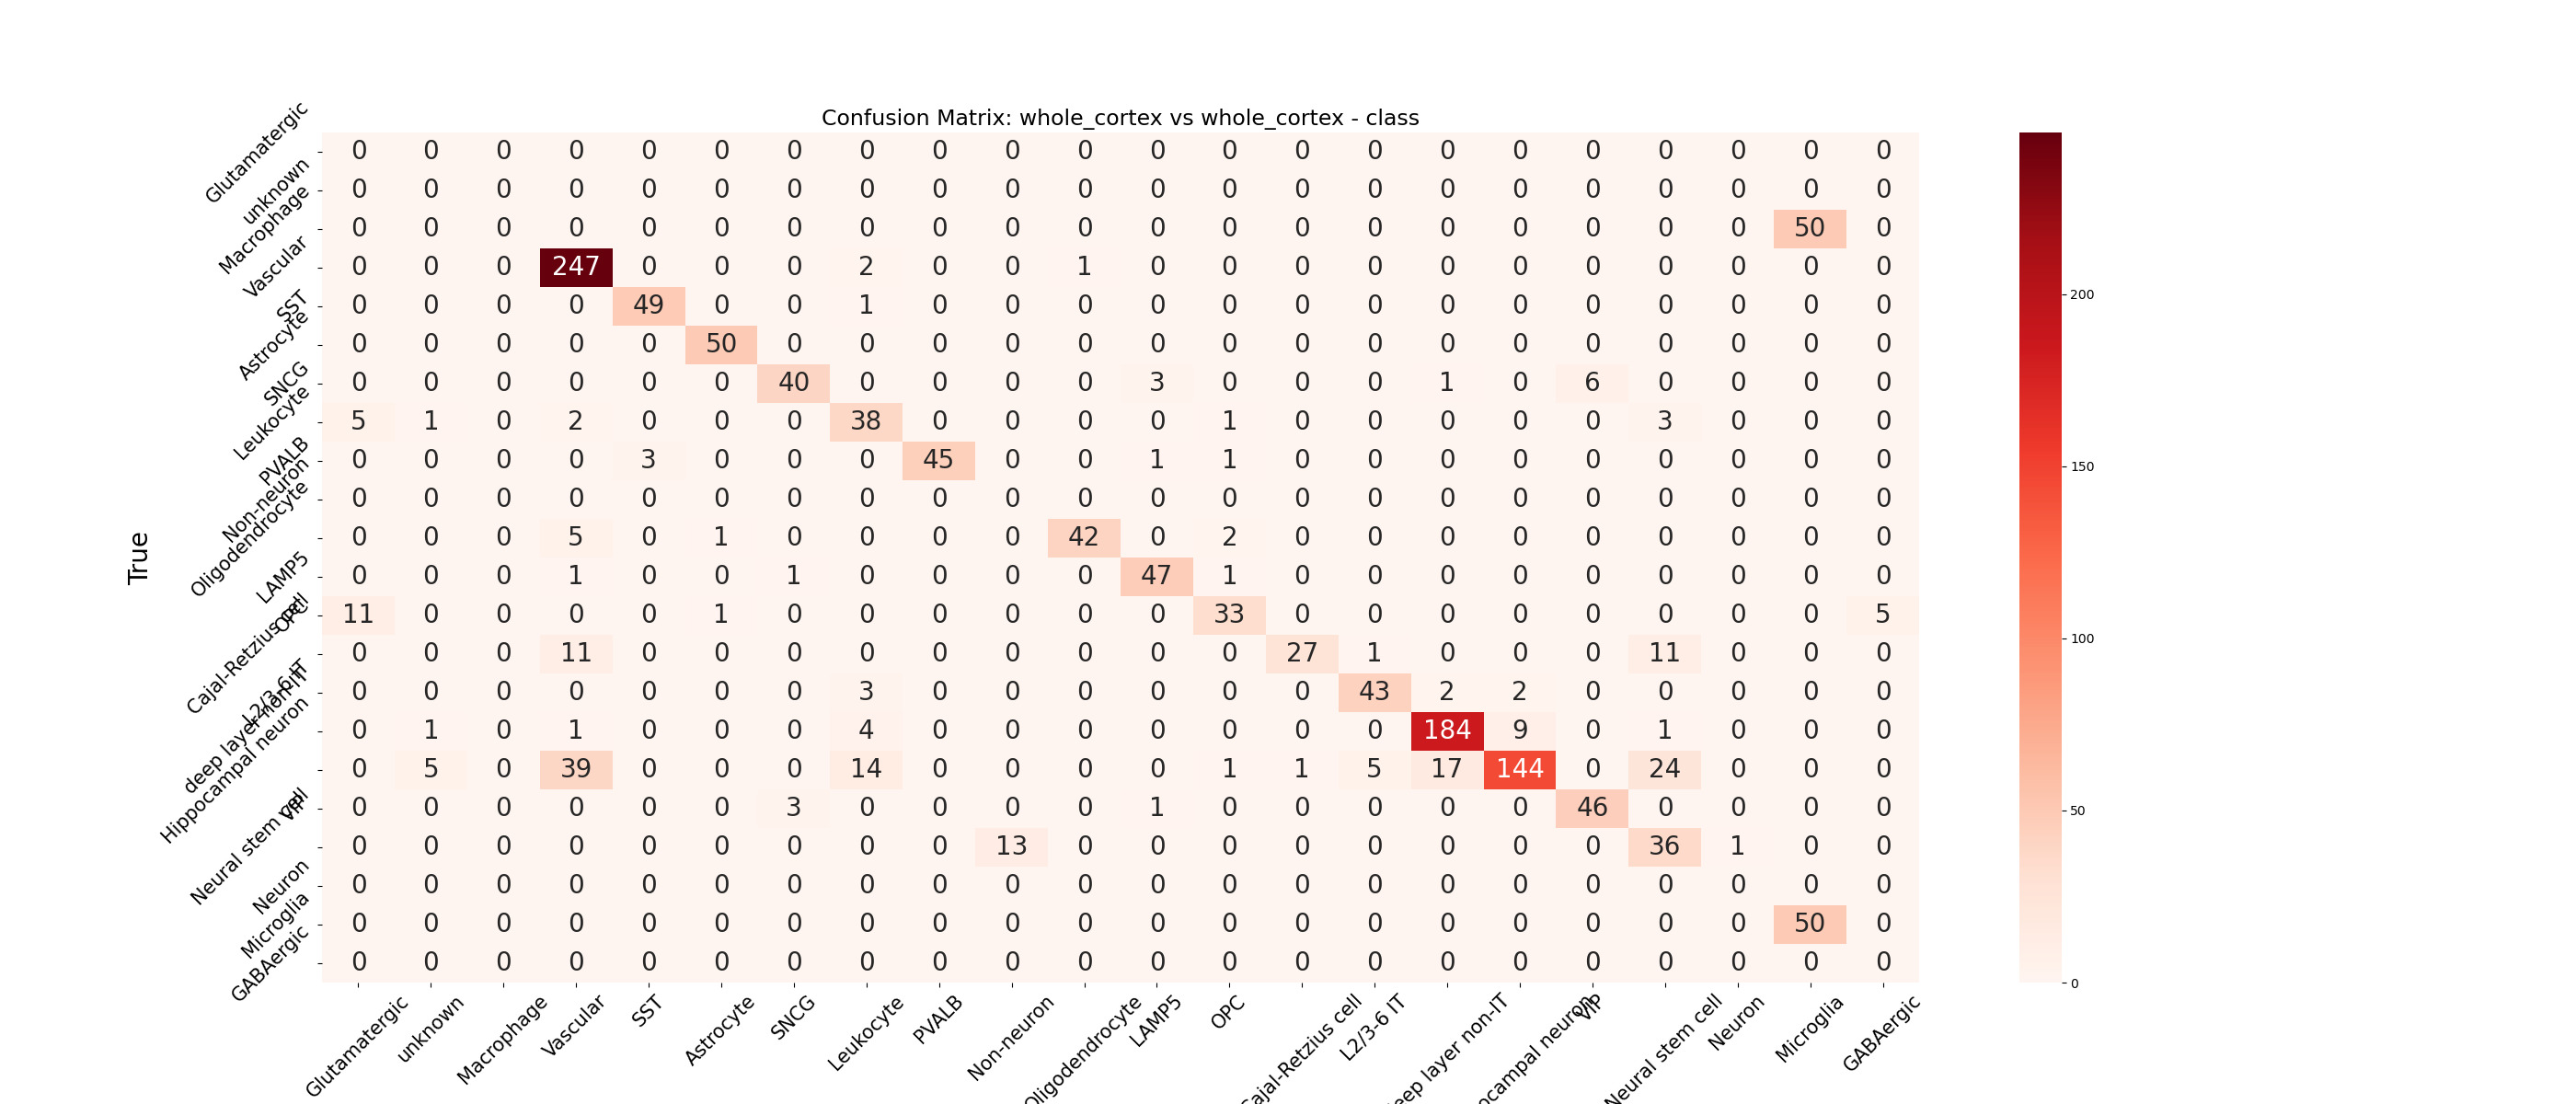 Confusion Matrix: whole_cortex vs whole_cortex - class
True
Glutamatergic 0 0 0 0 0 0 0 0 0 0 0 0 0 0 0 0 0 0 0 0 0 0
unknown 0 0 0 0 0 0 0 0 0 0 0 0 0 0 0 0 0 0 0 0 0 0
Macrophage 0 0 0 0 0 0 0 0 0 0 0 0 0 0 0 0 0 0 0 0 50 0
Vascular 0 0 0 247 0 0 0 2 0 0 1 0 0 0 0 0 0 0 0 0 0 0
SST 0 0 0 0 49 0 0 1 0 0 0 0 0 0 0 0 0 0 0 0 0 0
Astrocyte 0 0 0 0 0 50 0 0 0 0 0 0 0 0 0 0 0 0 0 0 0 0
SNCG 0 0 0 0 0 0 40 0 0 0 0 3 0 0 0 1 0 6 0 0 0 0
Leukocyte 5 1 0 2 0 0 0 38 0 0 0 0 1 0 0 0 0 0 3 0 0 0
PVALB 0 0 0 0 3 0 0 0 45 0 0 1 1 0 0 0 0 0 0 0 0 0
Non-neuron 0 0 0 0 0 0 0 0 0 0 0 0 0 0 0 0 0 0 0 0 0 0
Oligodendrocyte 0 0 0 5 0 1 0 0 0 0 42 0 2 0 0 0 0 0 0 0 0 0
LAMP5 0 0 0 1 0 0 1 0 0 0 0 47 1 0 0 0 0 0 0 0 0 0
OPC 11 0 0 0 0 1 0 0 0 0 0 0 33 0 0 0 0 0 0 0 0 5
Cajal-Retzius cell 0 0 0 11 0 0 0 0 0 0 0 0 0 27 1 0 0 0 11 0 0 0
L2/3-6 IT 0 0 0 0 0 0 0 3 0 0 0 0 0 0 43 2 2 0 0 0 0 0
deep layer non-IT 0 1 0 1 0 0 0 4 0 0 0 0 0 0 0 184 9 0 1 0 0 0
Hippocampal neuron 0 5 0 39 0 0 0 14 0 0 0 0 1 1 5 17 144 0 24 0 0 0
VIP 0 0 0 0 0 0 3 0 0 0 0 1 0 0 0 0 0 46 0 0 0 0
Neural stem cell 0 0 0 0 0 0 0 0 0 13 0 0 0 0 0 0 0 0 36 1 0 0
Neuron 0 0 0 0 0 0 0 0 0 0 0 0 0 0 0 0 0 0 0 0 0 0
Microglia 0 0 0 0 0 0 0 0 0 0 0 0 0 0 0 0 0 0 0 0 50 0
GABAergic 0 0 0 0 0 0 0 0 0 0 0 0 0 0 0 0 0 0 0 0 0 0
Glutamatergic unknown Macrophage Vascular SST Astrocyte SNCG Leukocyte PVALB Non-neuron Oligodendrocyte LAMP5 OPC Cajal-Retzius cell L2/3-6 IT eep layer non-IT ocampal neuron VIP Neural stem cell Neuron Microglia GABAergic
200
150
100
50
0